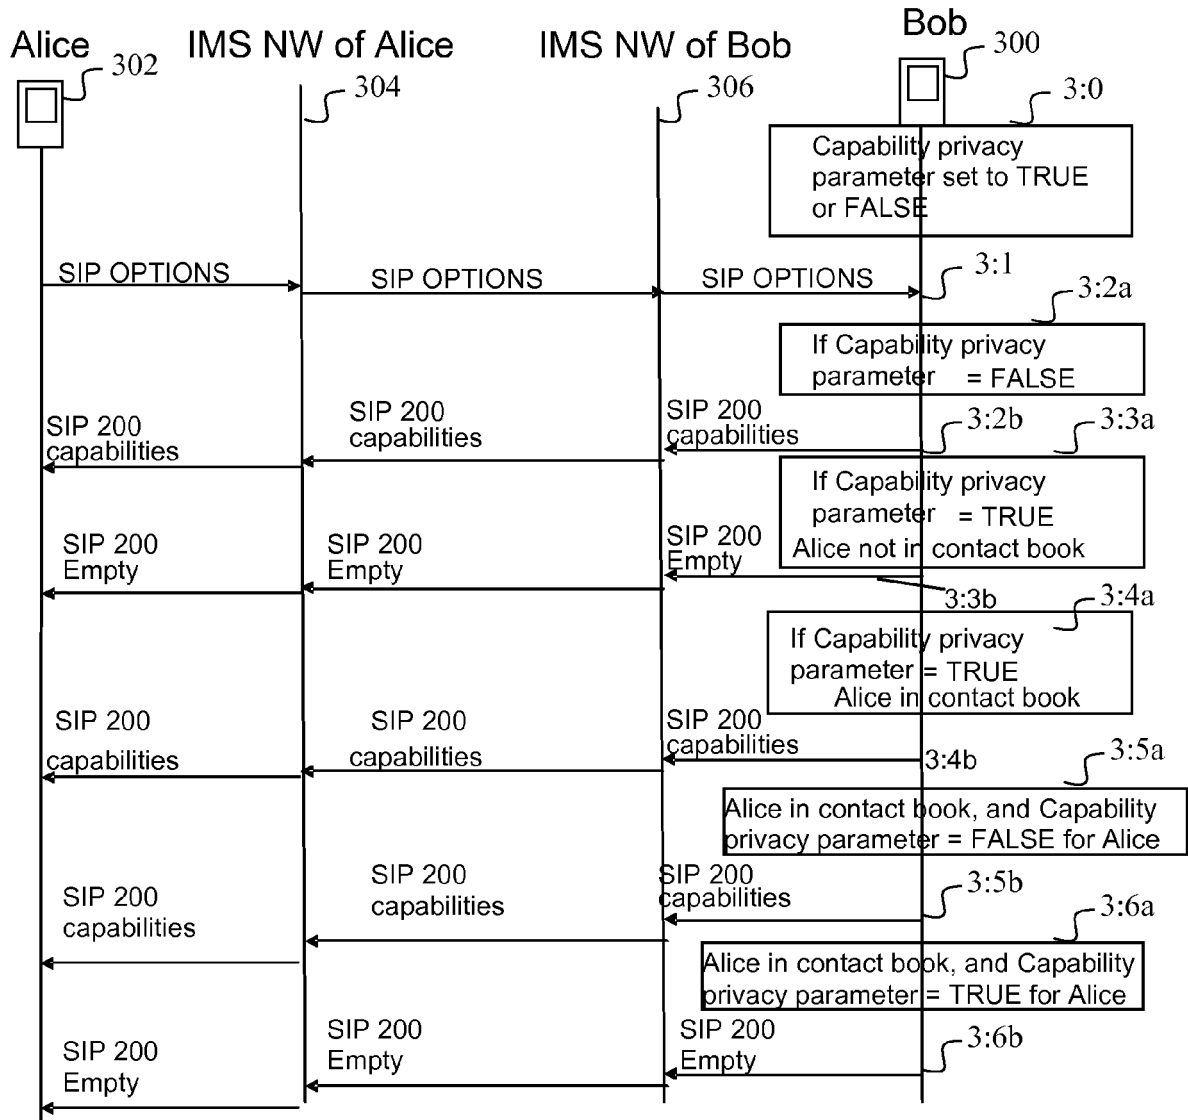 Alice
IMS NW of Alice
IMS NW of Bob
Bob
302
304
306
300
3:0
Capability privacy
parameter set to TRUE
or FALSE
SIP OPTIONS
SIP OPTIONS
SIP OPTIONS
3:1
3:2a
If Capability privacy
parameter = FALSE
SIP 200
capabilities
SIP 200
capabilities
SIP 200
capabilities
3:2b
3:3a
If Capability privacy
parameter = TRUE
Alice not in contact book
SIP 200
Empty
SIP 200
Empty
SIP 200
Empty
3:3b
3:4a
If Capability privacy
parameter = TRUE
Alice in contact book
SIP 200
capabilities
SIP 200
capabilities
SIP 200
capabilities
3:4b
3:5a
Alice in contact book, and Capability
privacy parameter = FALSE for Alice
SIP 200
capabilities
SIP 200
capabilities
SIP 200
capabilities
3:5b
3:6a
Alice in contact book, and Capability
privacy parameter = TRUE for Alice
SIP 200
Empty
SIP 200
Empty
SIP 200
Empty
3:6b